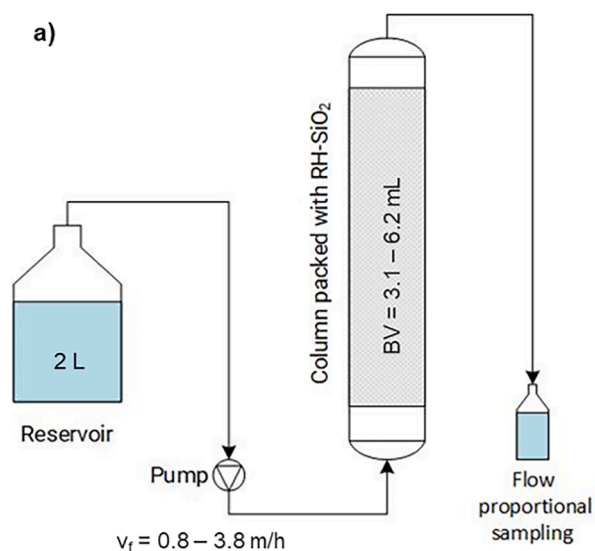 a)
Column packed with RH-SiO₂
BV = 3.1 – 6.2 mL
2 L
Reservoir
Pump
v_f = 0.8 – 3.8 m/h
Flow
proportional
sampling